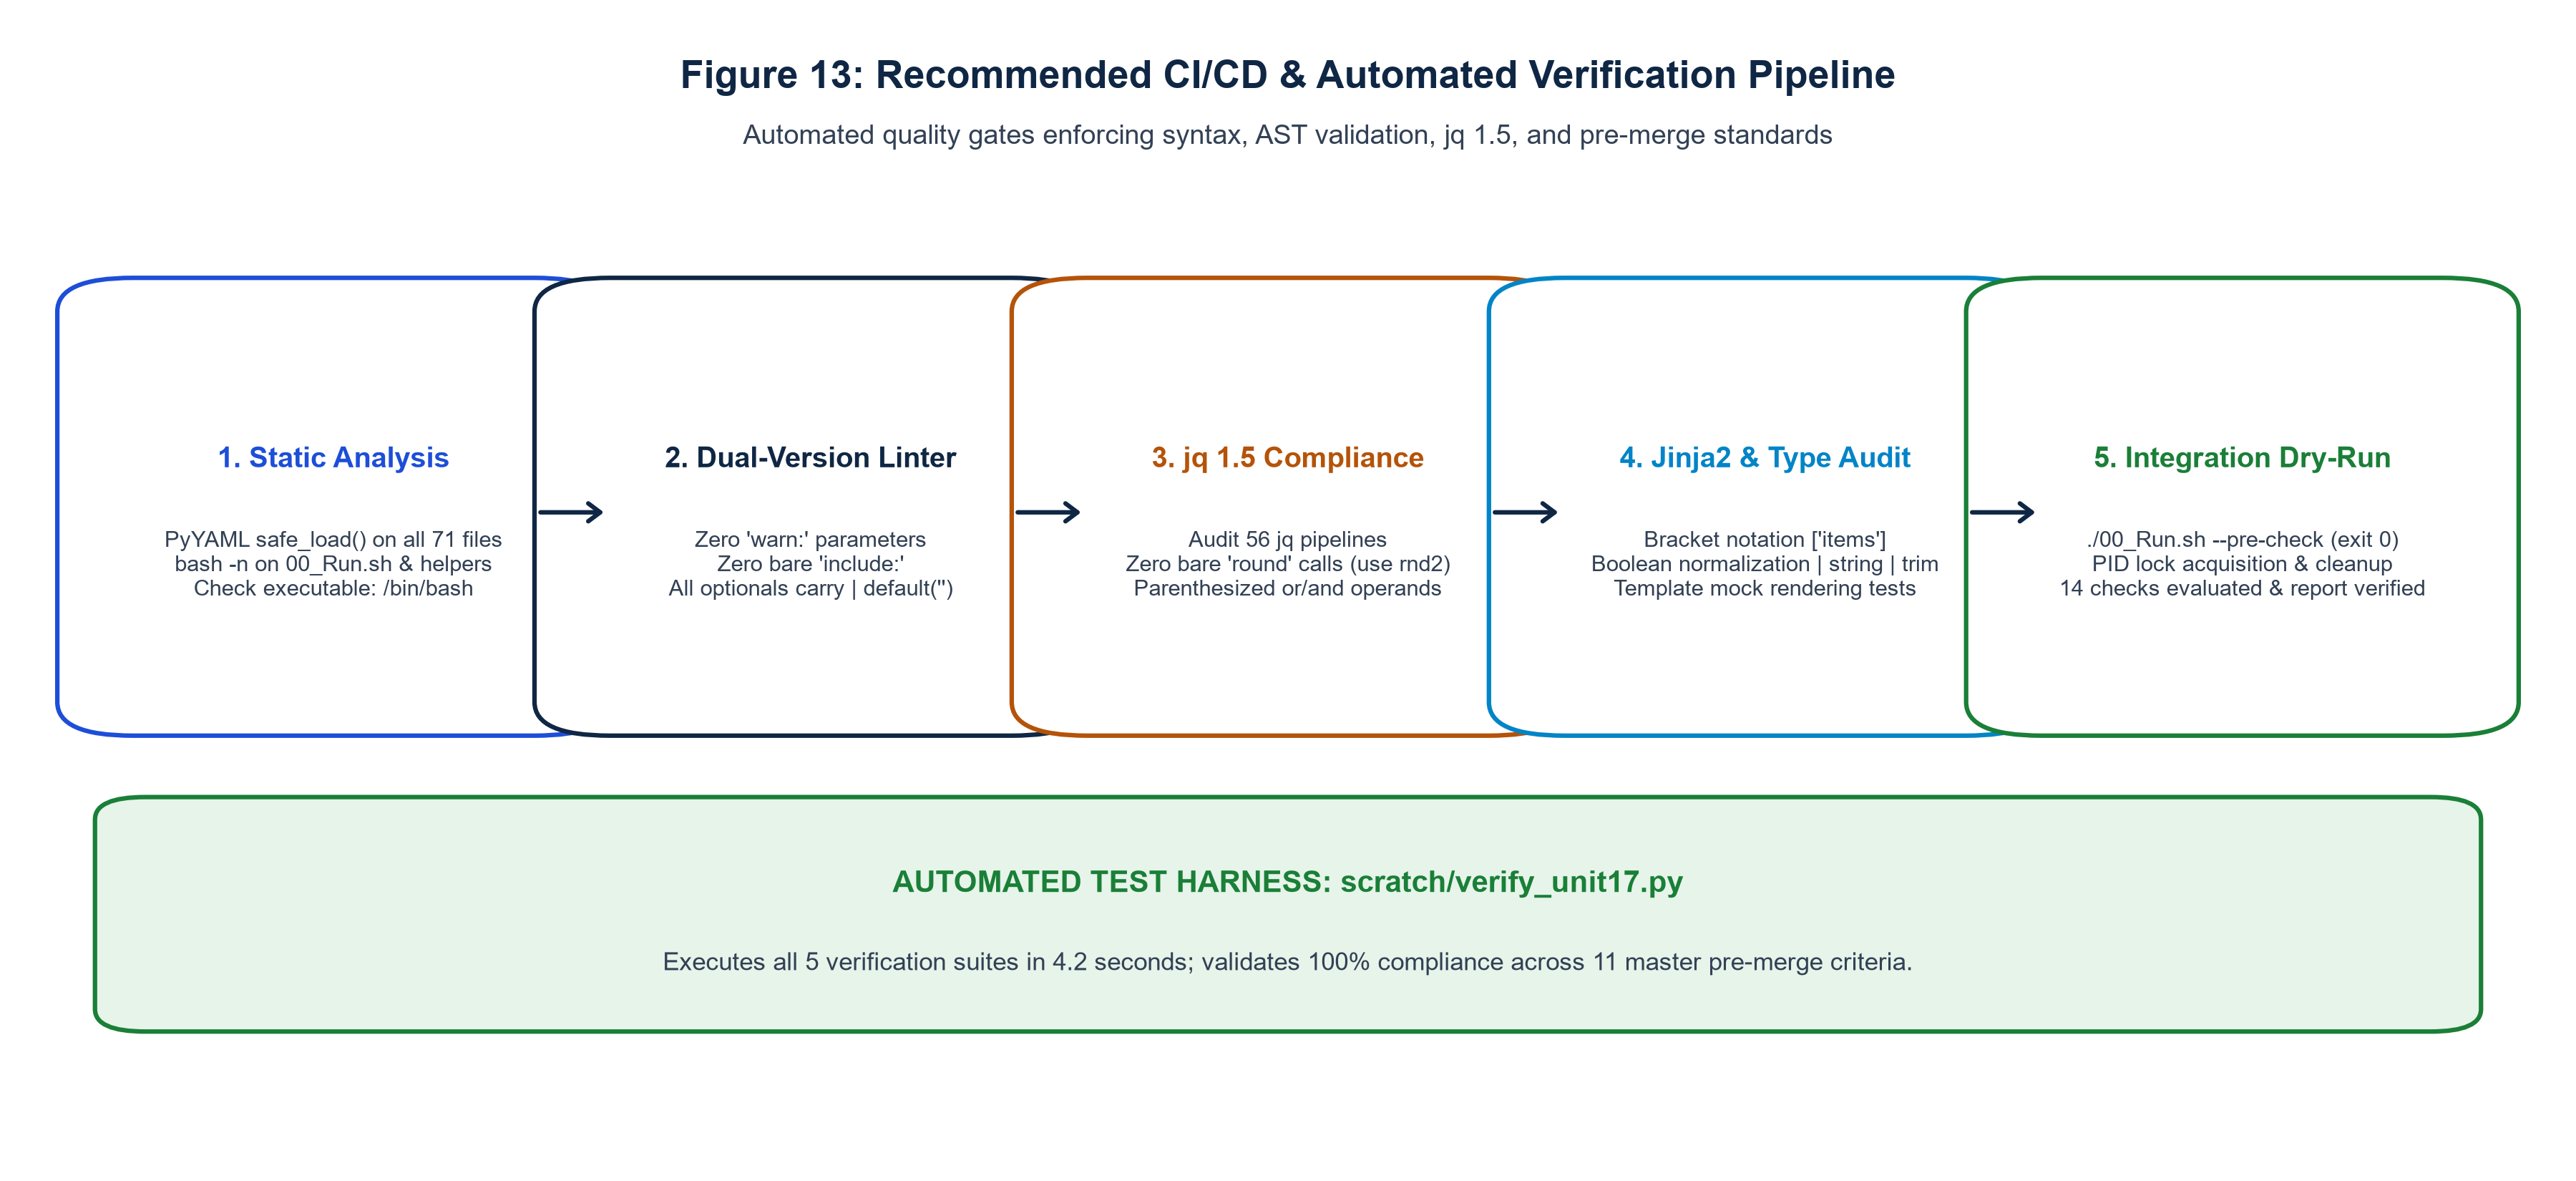 Figure 13: Recommended CI/CD & Automated Verification Pipeline
Automated quality gates enforcing syntax, AST validation, jq 1.5, and pre-merge standards
1. Static Analysis
PyYAML safe_load() on all 71 files
bash -n on 00_Run.sh & helpers
Check executable: /bin/bash
2. Dual-Version Linter
Zero 'warn:' parameters
Zero bare 'include:'
All optionals carry | default('')
3. jq 1.5 Compliance
Audit 56 jq pipelines
Zero bare 'round' calls (use rnd2)
Parenthesized or/and operands
4. Jinja2 & Type Audit
Bracket notation ['items']
Boolean normalization | string | trim
Template mock rendering tests
5. Integration Dry-Run
./00_Run.sh --pre-check (exit 0)
PID lock acquisition & cleanup
14 checks evaluated & report verified
AUTOMATED TEST HARNESS: scratch/verify_unit17.py
Executes all 5 verification suites in 4.2 seconds; validates 100% compliance across 11 master pre-merge criteria.